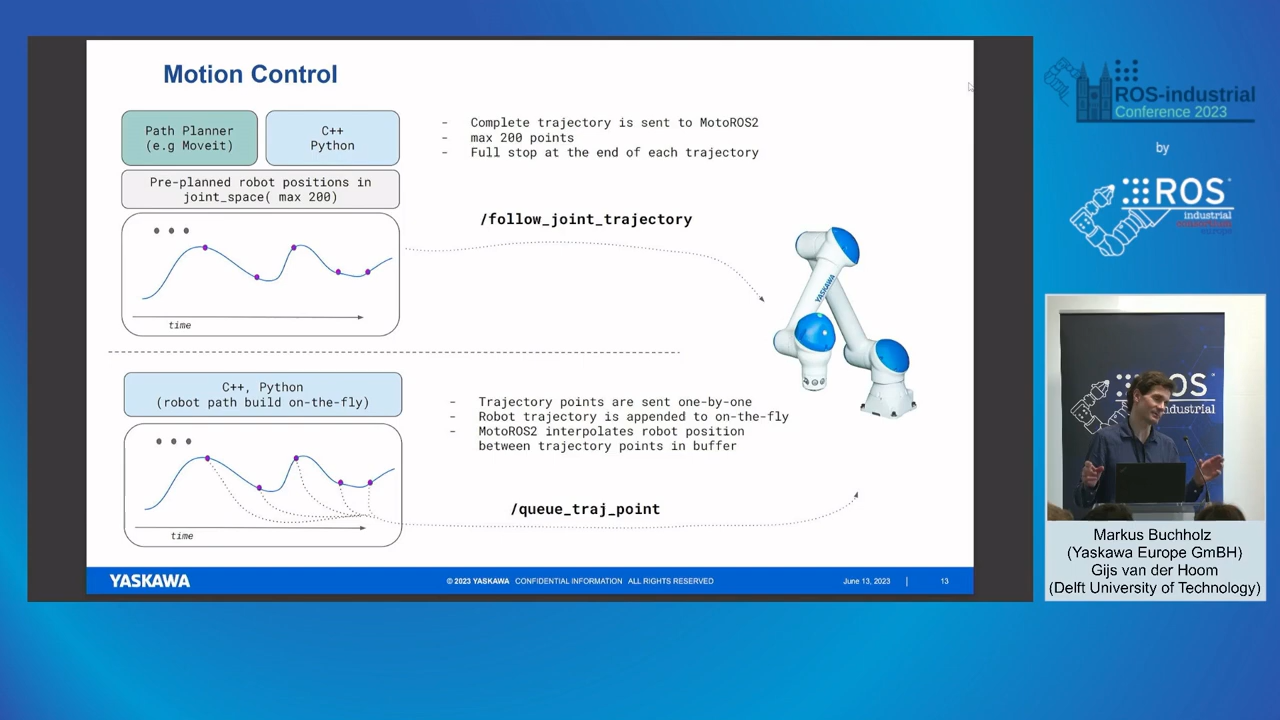 Motion Control
Path Planner
(e.g Moveit)
C++
Python
Pre-planned robot positions in
joint_space( max 200)
time
- Complete trajectory is sent to MotoROS2
- max 200 points
- Full stop at the end of each trajectory
/follow_joint_trajectory
YASKAWA
C++, Python
(robot path build on-the-fly)
time
- Trajectory points are sent one-by-one
- Robot trajectory is appended to on-the-fly
- MotoROS2 interpolates robot position
between trajectory points in buffer
/queue_traj_point
YASKAWA
© 2023 YASKAWA CONFIDENTIAL INFORMATION ALL RIGHTS RESERVED
June 13, 2023 | 13
ROS-industrial
Conference 2023
by
ROS
industrial
europe
OS
industrial
Markus Buchholz
(Yaskawa Europe GmBH)
Gijs van der Hoorn
(Delft University of Technology)